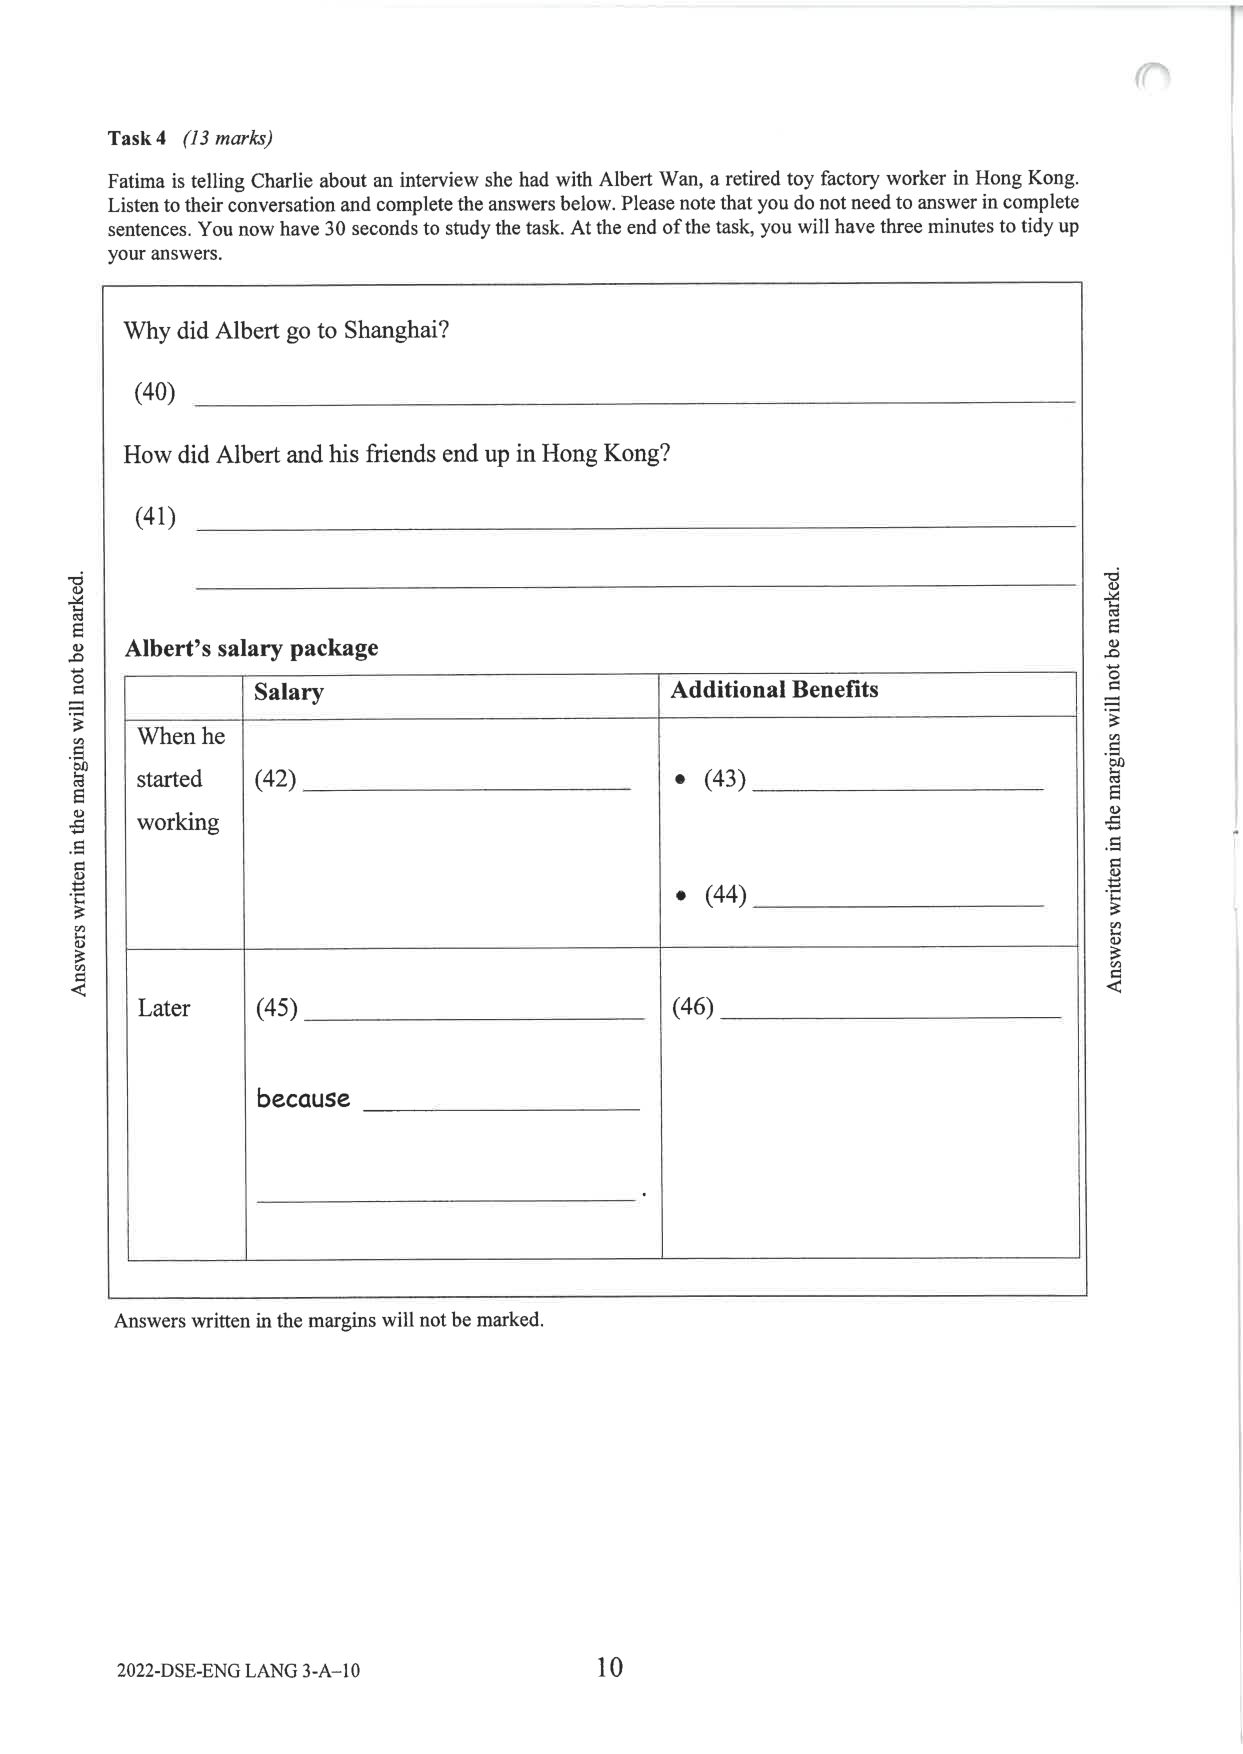 Task 4 (13 marks)
Fatima is telling Charlie about an interview she had with Albert Wan, a retired toy factory worker in Hong Kong.
Listen to their conversation and complete the answers below. Please note that you do not need to answer in complete
sentences. You now have 30 seconds to study the task. At the end of the task, you will have three minutes to tidy up
your answers.
Why did Albert go to Shanghai?
(40)
How did Albert and his friends end up in Hong Kong?
(41)
Albert's salary package
Salary
Additional Benefits
When he
started
working
(42)
• (43)
• (44)
Later
(45)
because
.
(46)
Answers written in the margins will not be marked.
Answers written in the margins will not be marked.
Answers written in the margins will not be marked.
2022-DSE-ENG LANG 3-A–10
10